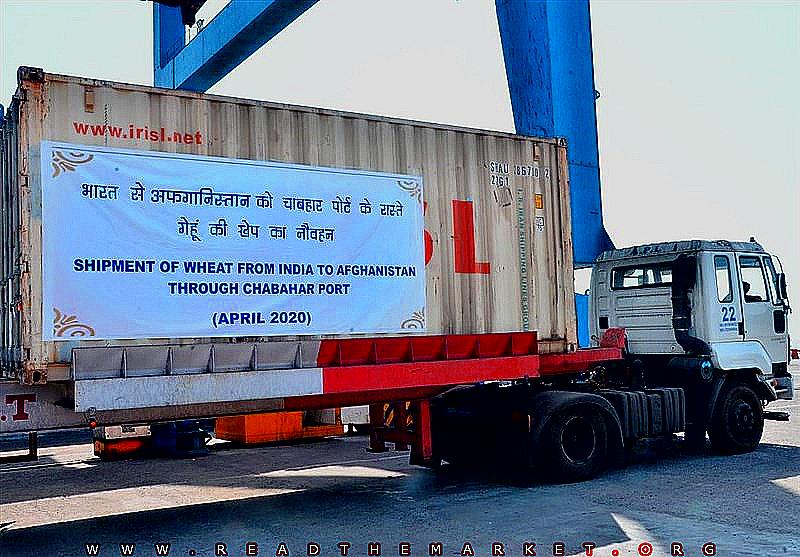 www.irisl.net
भारत से अफगानिस्तान को चाबहार पोर्ट के रास्ते
गेहूं की खेप का नौवहन
SHIPMENT OF WHEAT FROM INDIA TO AFGHANISTAN
THROUGH CHABAHAR PORT
(APRIL 2020)
SL
22
.T
WWW.READTHEMARKET.ORG